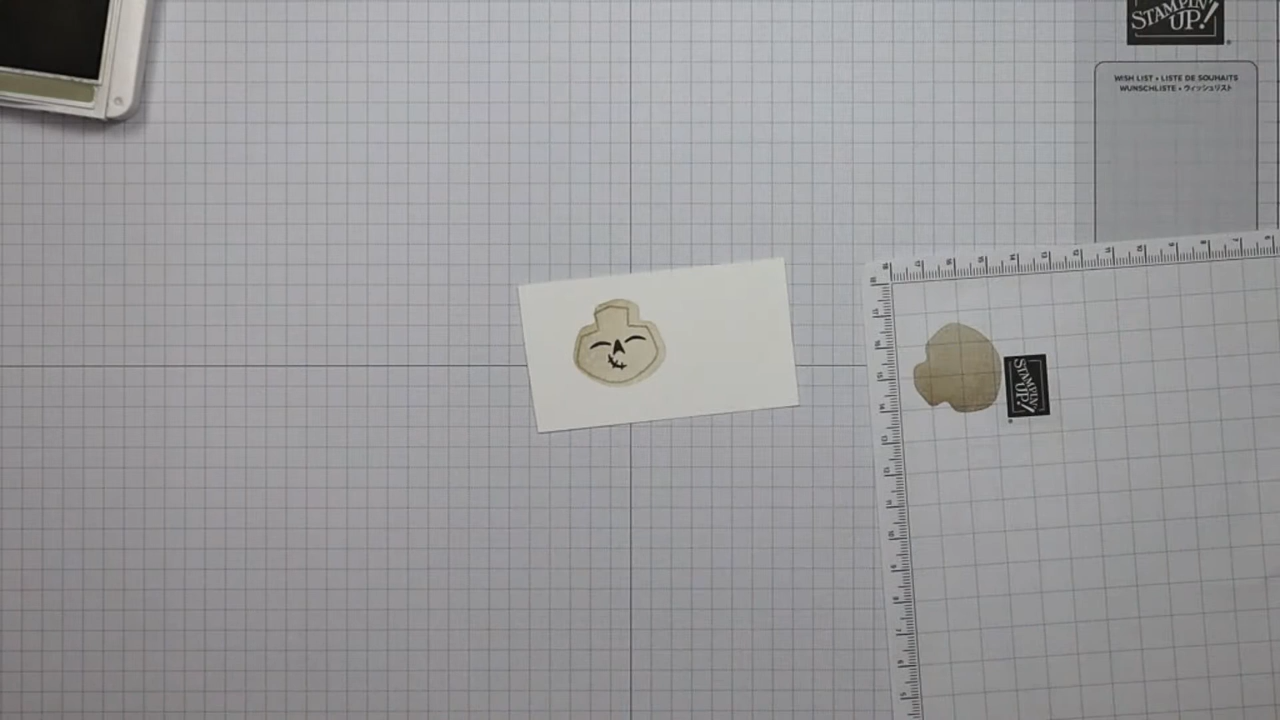 STAMPIN'
UP!
WISH LIST • LISTE DE SOUHAITS
WUNSCHLISTE • ウィッシュリスト
STAMPIN'
UP!